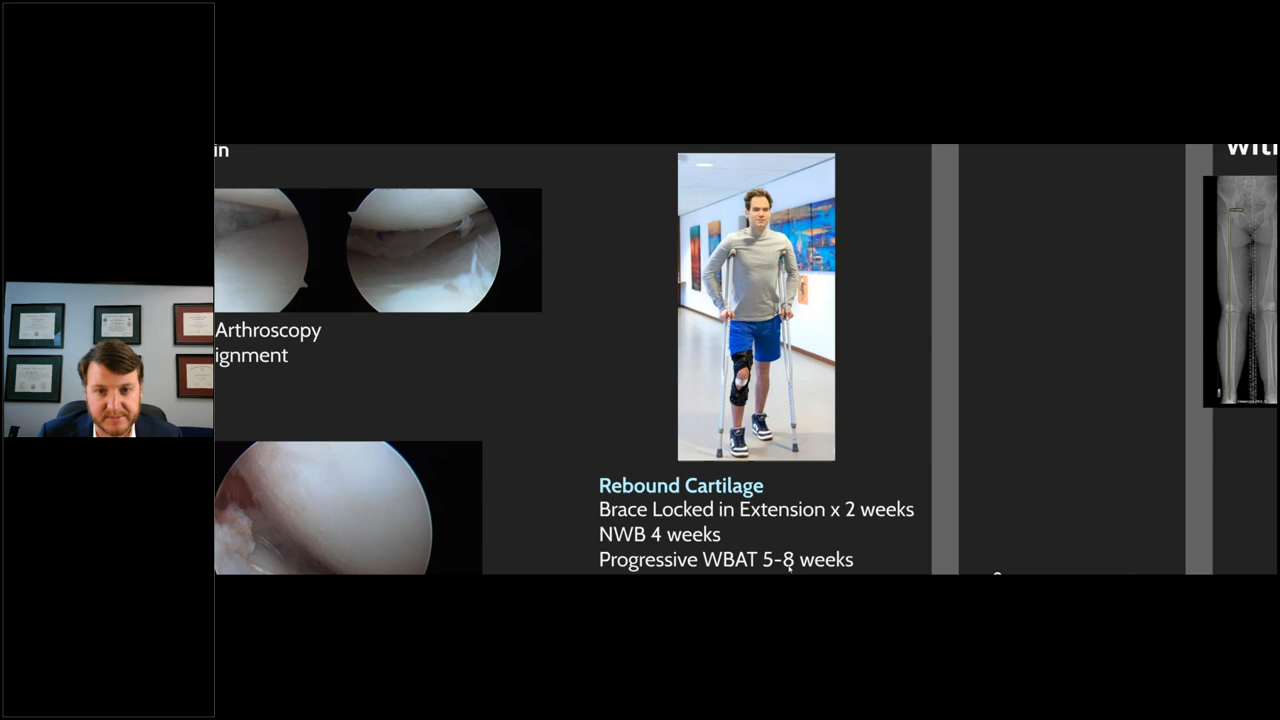 in
Arthroscopy
ignment
Rebound Cartilage
Brace Locked in Extension x 2 weeks
NWB 4 weeks
Progressive WBAT 5-8 weeks